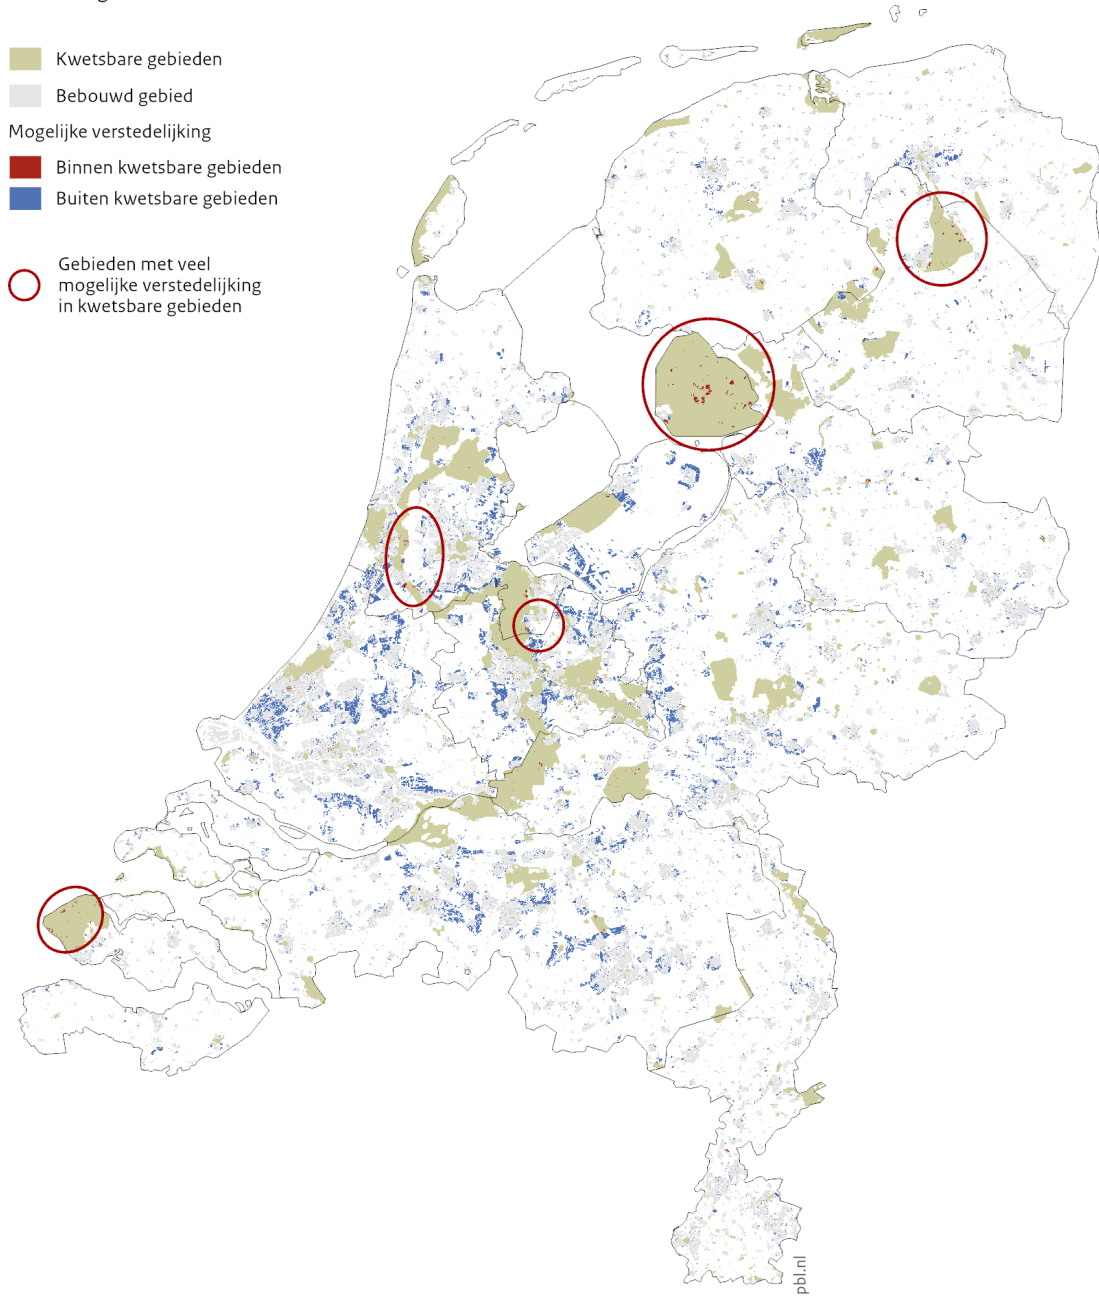 Kwetsbare gebieden
Bebouwd gebied
Mogelijke verstedelijking
Binnen kwetsbare gebieden
Buiten kwetsbare gebieden
Gebieden met veel
mogelijke verstedelijking
in kwetsbare gebieden
pbl.nl